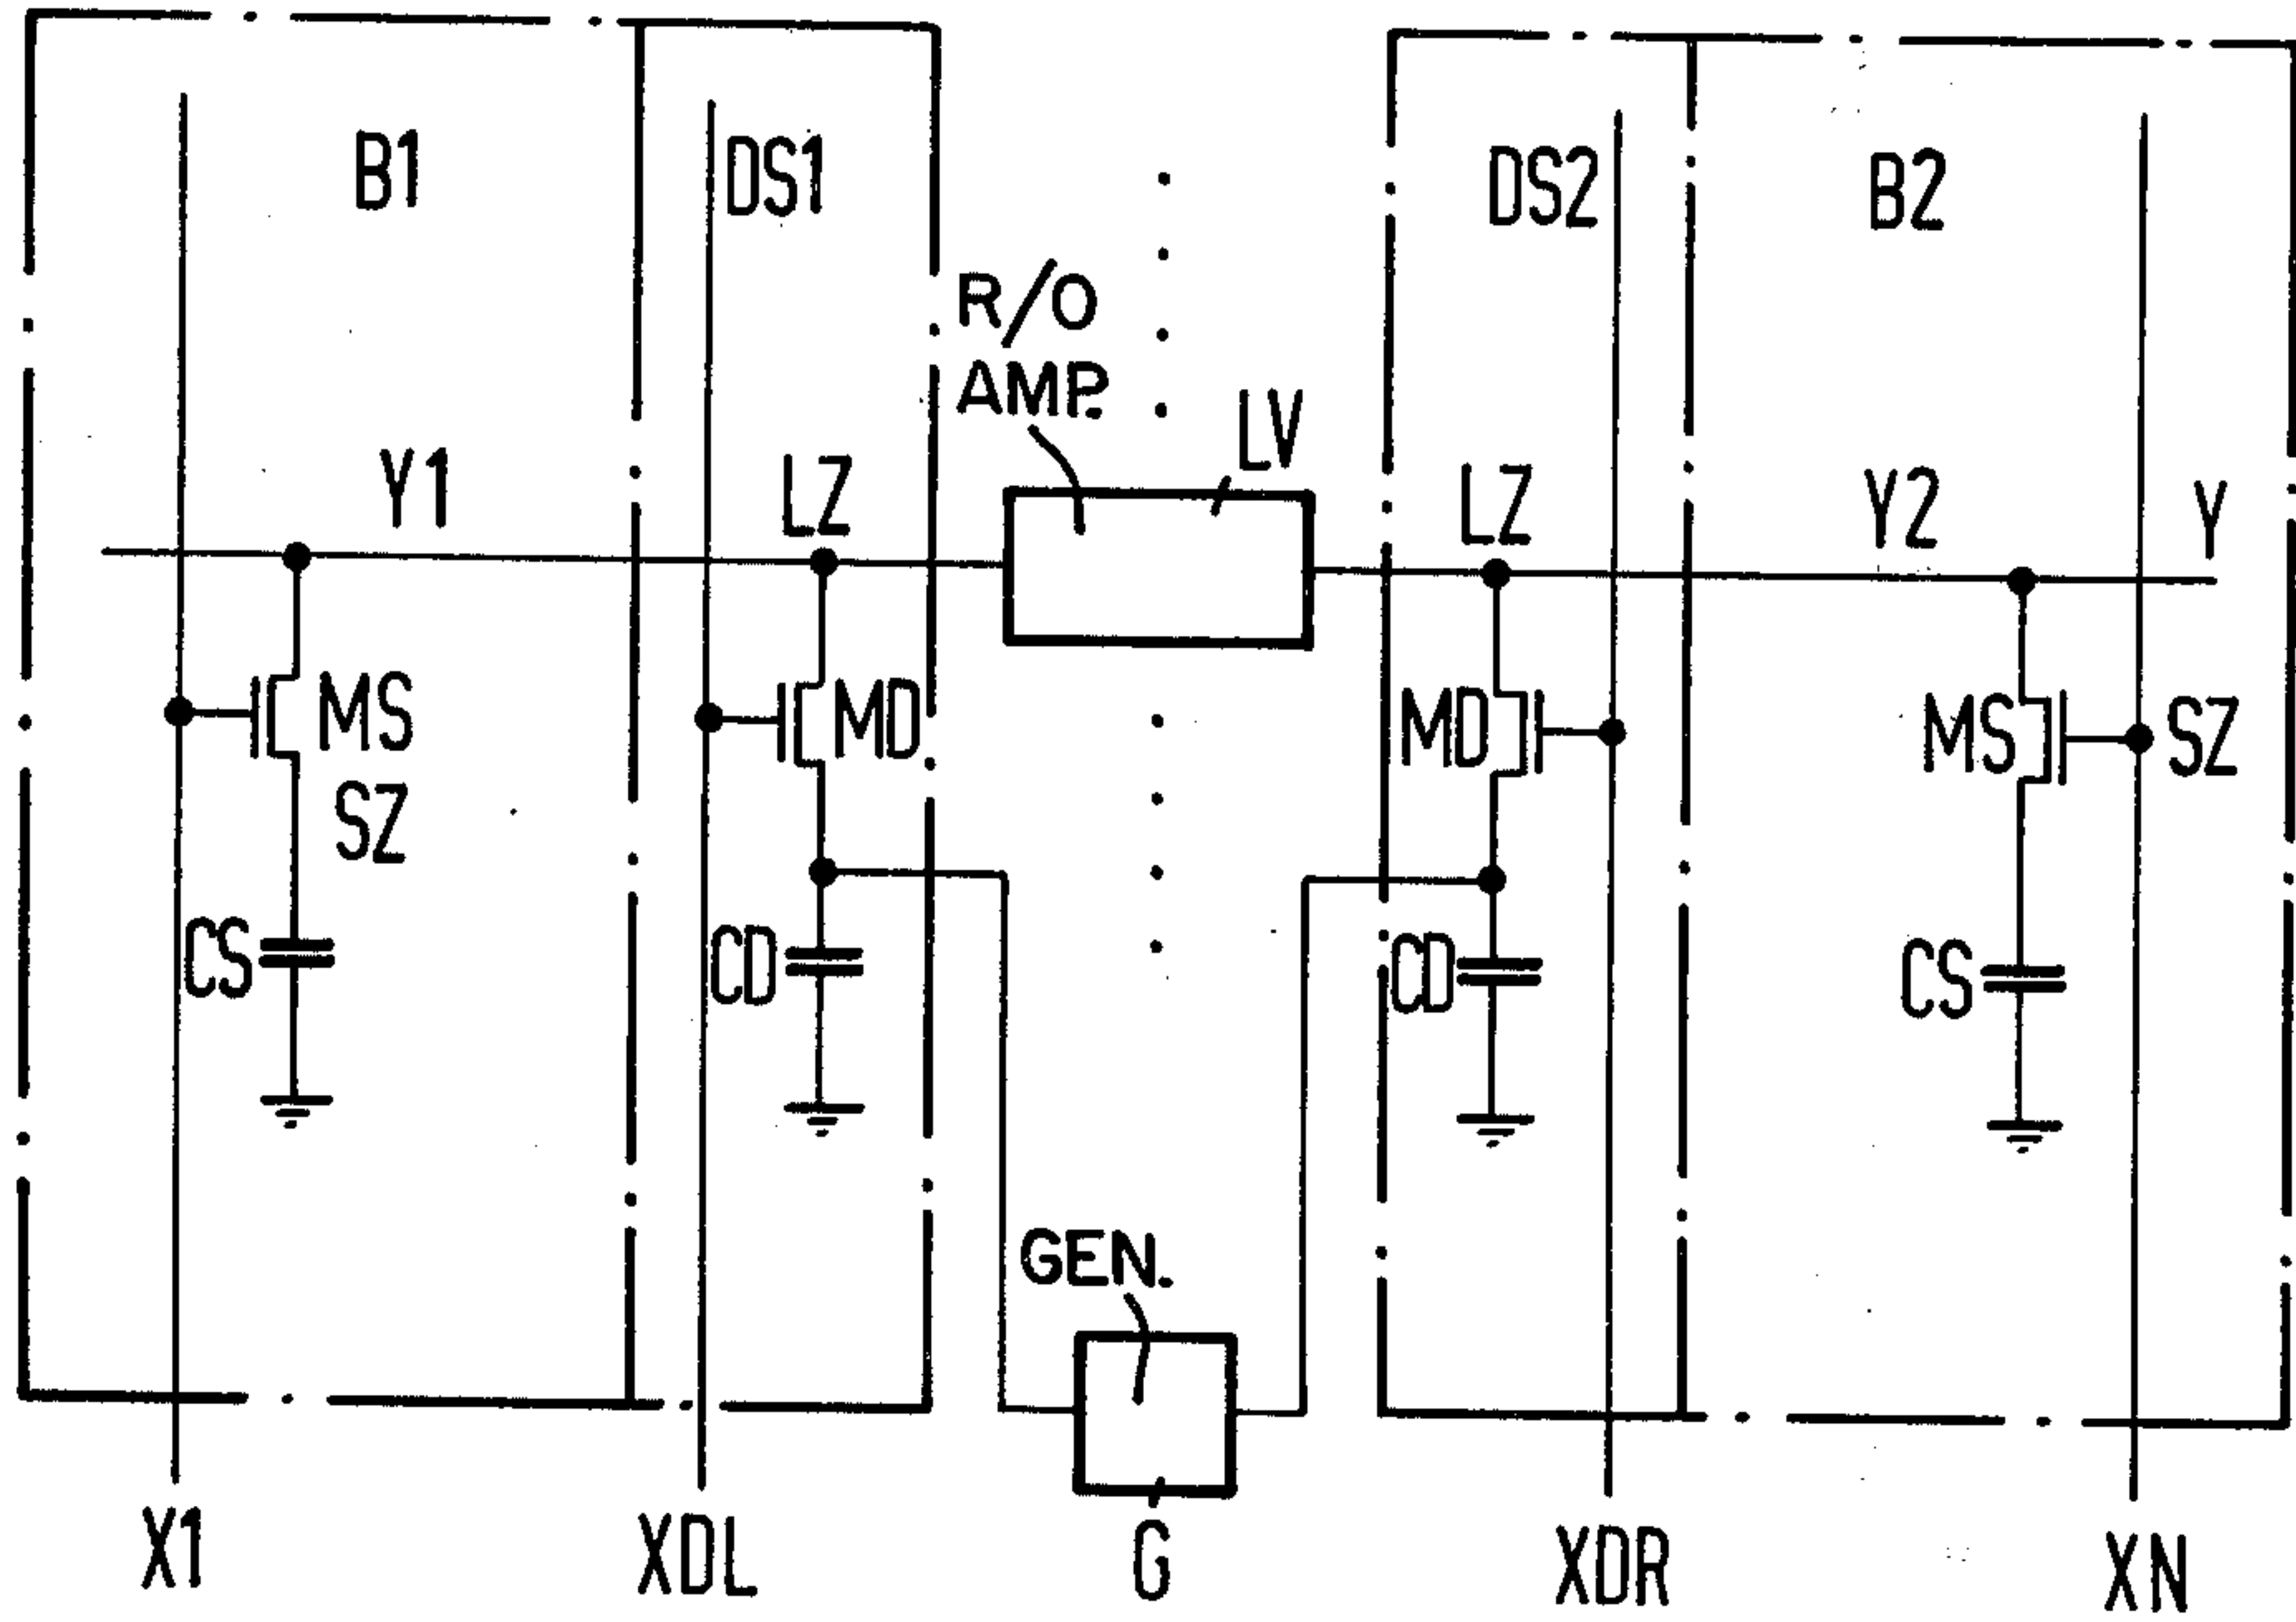 B1
DS1
DS2
B2
R/O
AMP.
LV
Y1
LZ
LZ
Y2
Y
MS
MD
MD
MS
SZ
SZ
CS
CD
CD
CS
GEN.
X1
XDL
G
XDR
XN